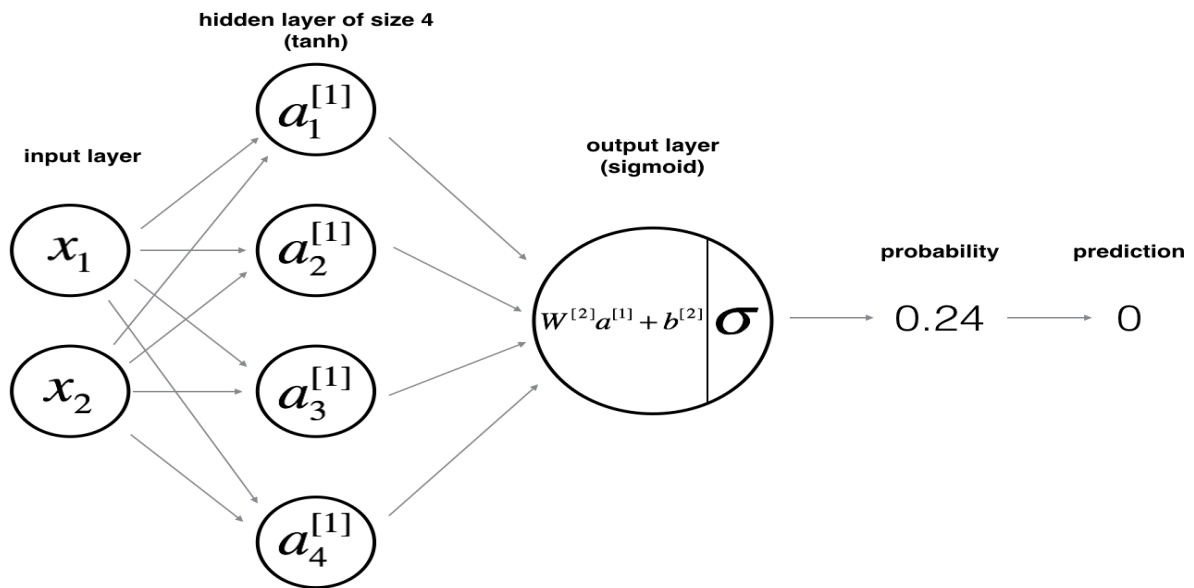 hidden layer of size 4
(tanh)
a₁^[1]
input layer
output layer
(sigmoid)
x₁
a₂^[1]
probability
prediction
W^[2]a^[1] + b^[2]
σ
0.24
0
x₂
a₃^[1]
a₄^[1]